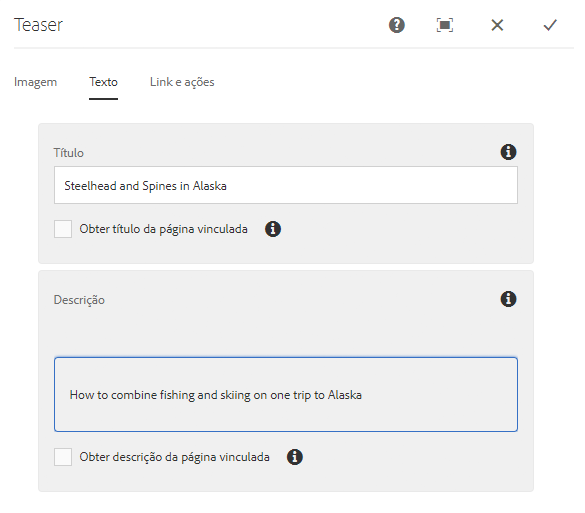 Teaser
Imagem Texto Link e ações
Título
Steelhead and Spines in Alaska
Obter título da página vinculada
Descrição
How to combine fishing and skiing on one trip to Alaska
Obter descrição da página vinculada